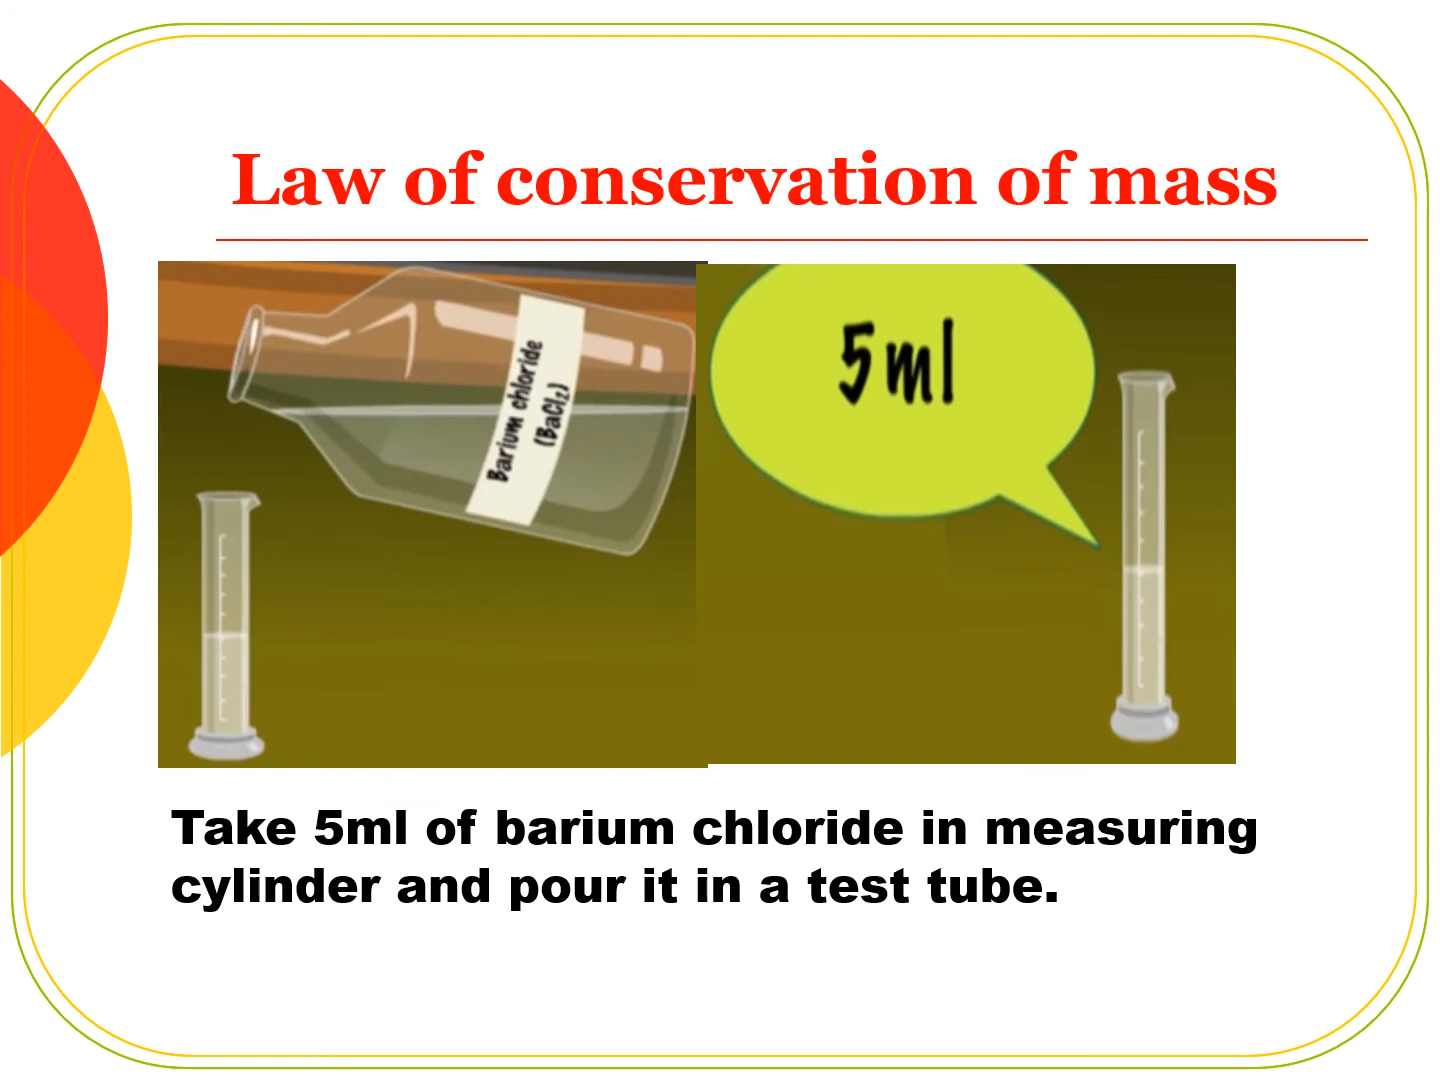 Law of conservation of mass
Barium chloride
(BaCl₂)
5ml
Take 5ml of barium chloride in measuring
cylinder and pour it in a test tube.